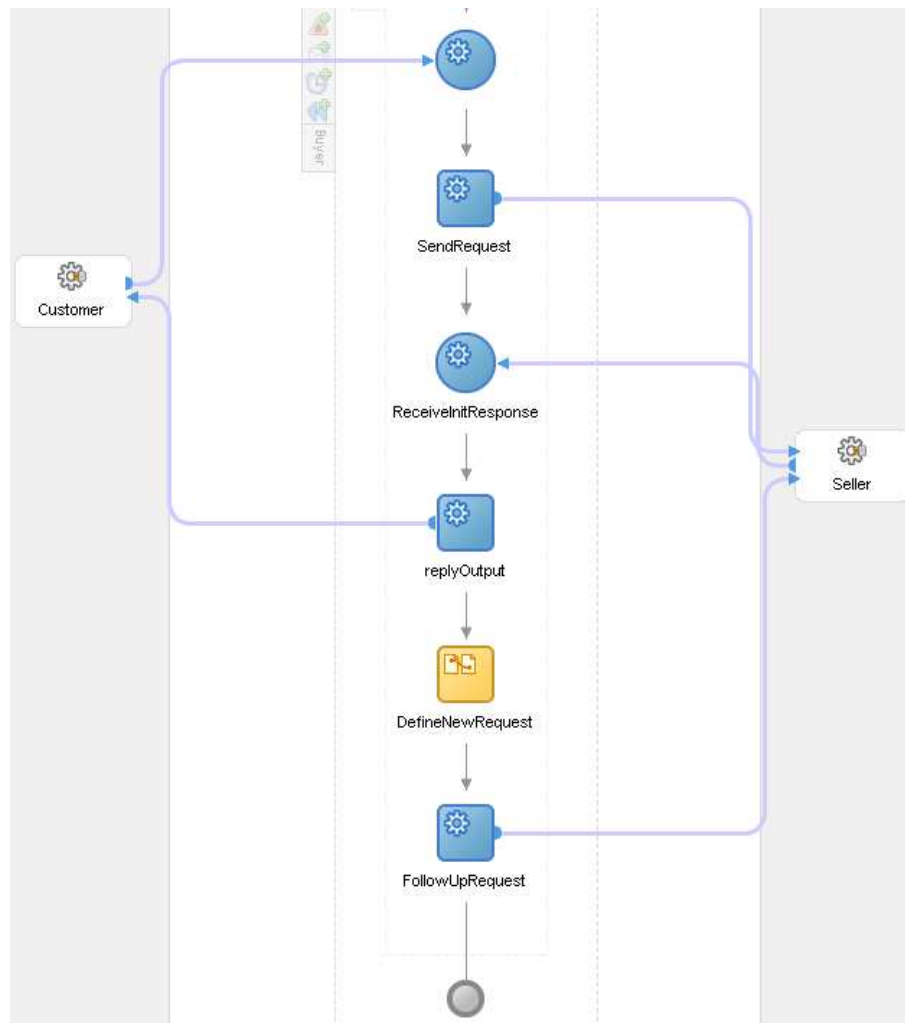 Buyer
SendRequest
Customer
ReceiveInitResponse
Seller
replyOutput
DefineNewRequest
FollowUpRequest